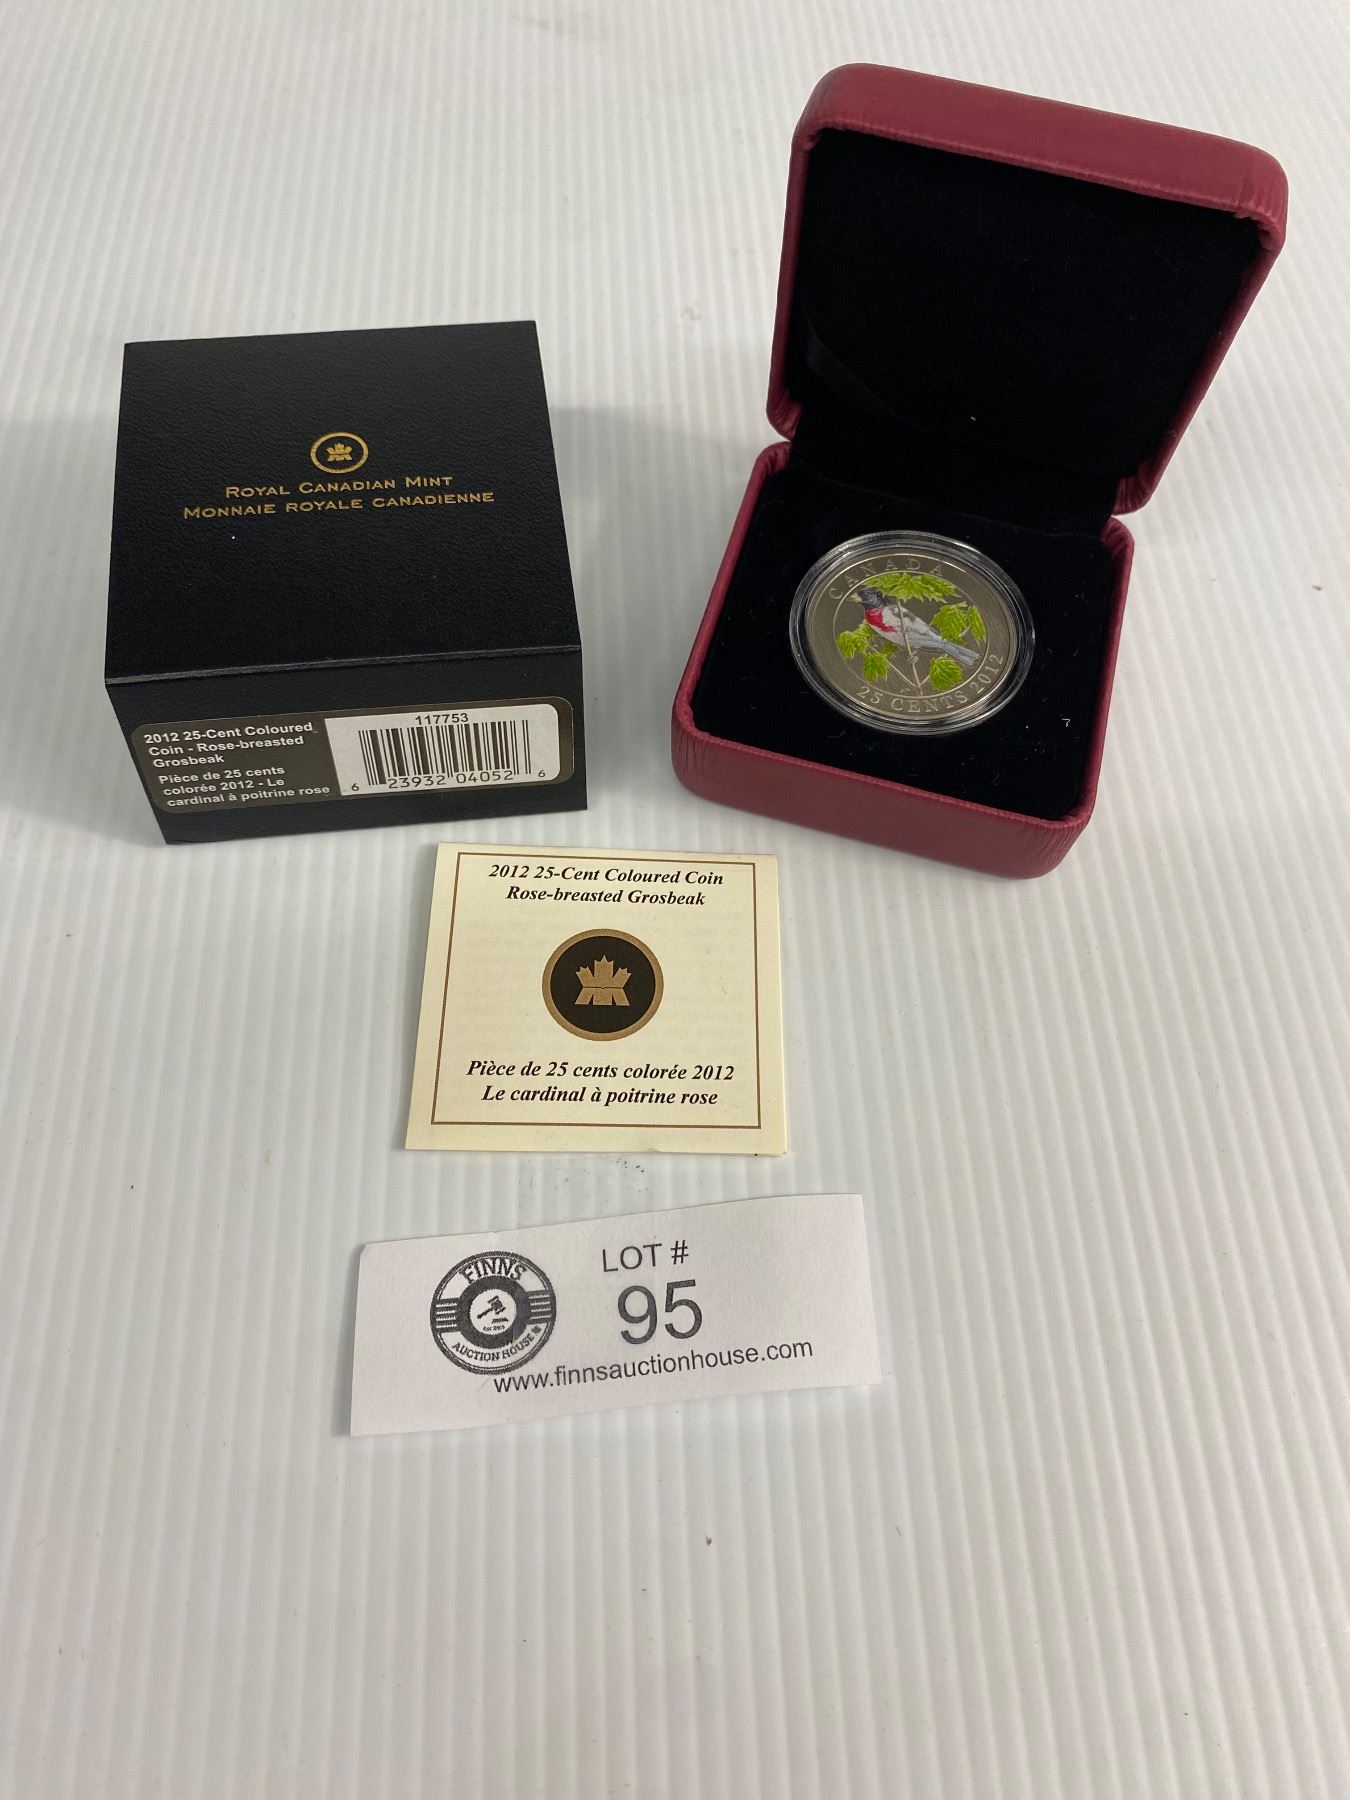 ROYAL CANADIAN MINT
MONNAIE ROYALE CANADIENNE
2012 25-Cent Coloured
Coin - Rose-breasted
Grosbeak
Pièce de 25 cents
colorée 2012 - Le
cardinal à poitrine rose
117753
6 23932 04052 6
CANADA
25 CENTS 2012
2012 25-Cent Coloured Coin
Rose-breasted Grosbeak
Pièce de 25 cents colorée 2012
Le cardinal à poitrine rose
FINNS
AUCTION HOUSE
LOT #
95
www.finnsauctionhouse.com